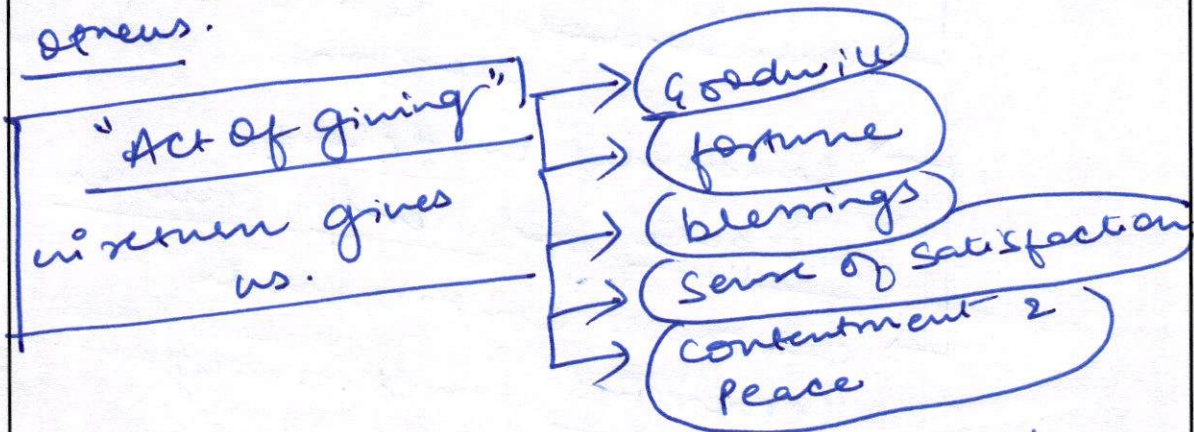 others.
"Act of giving"
in return gives
us.
Goodwill
fortune
blessings
Sense of satisfaction
contentment &
Peace